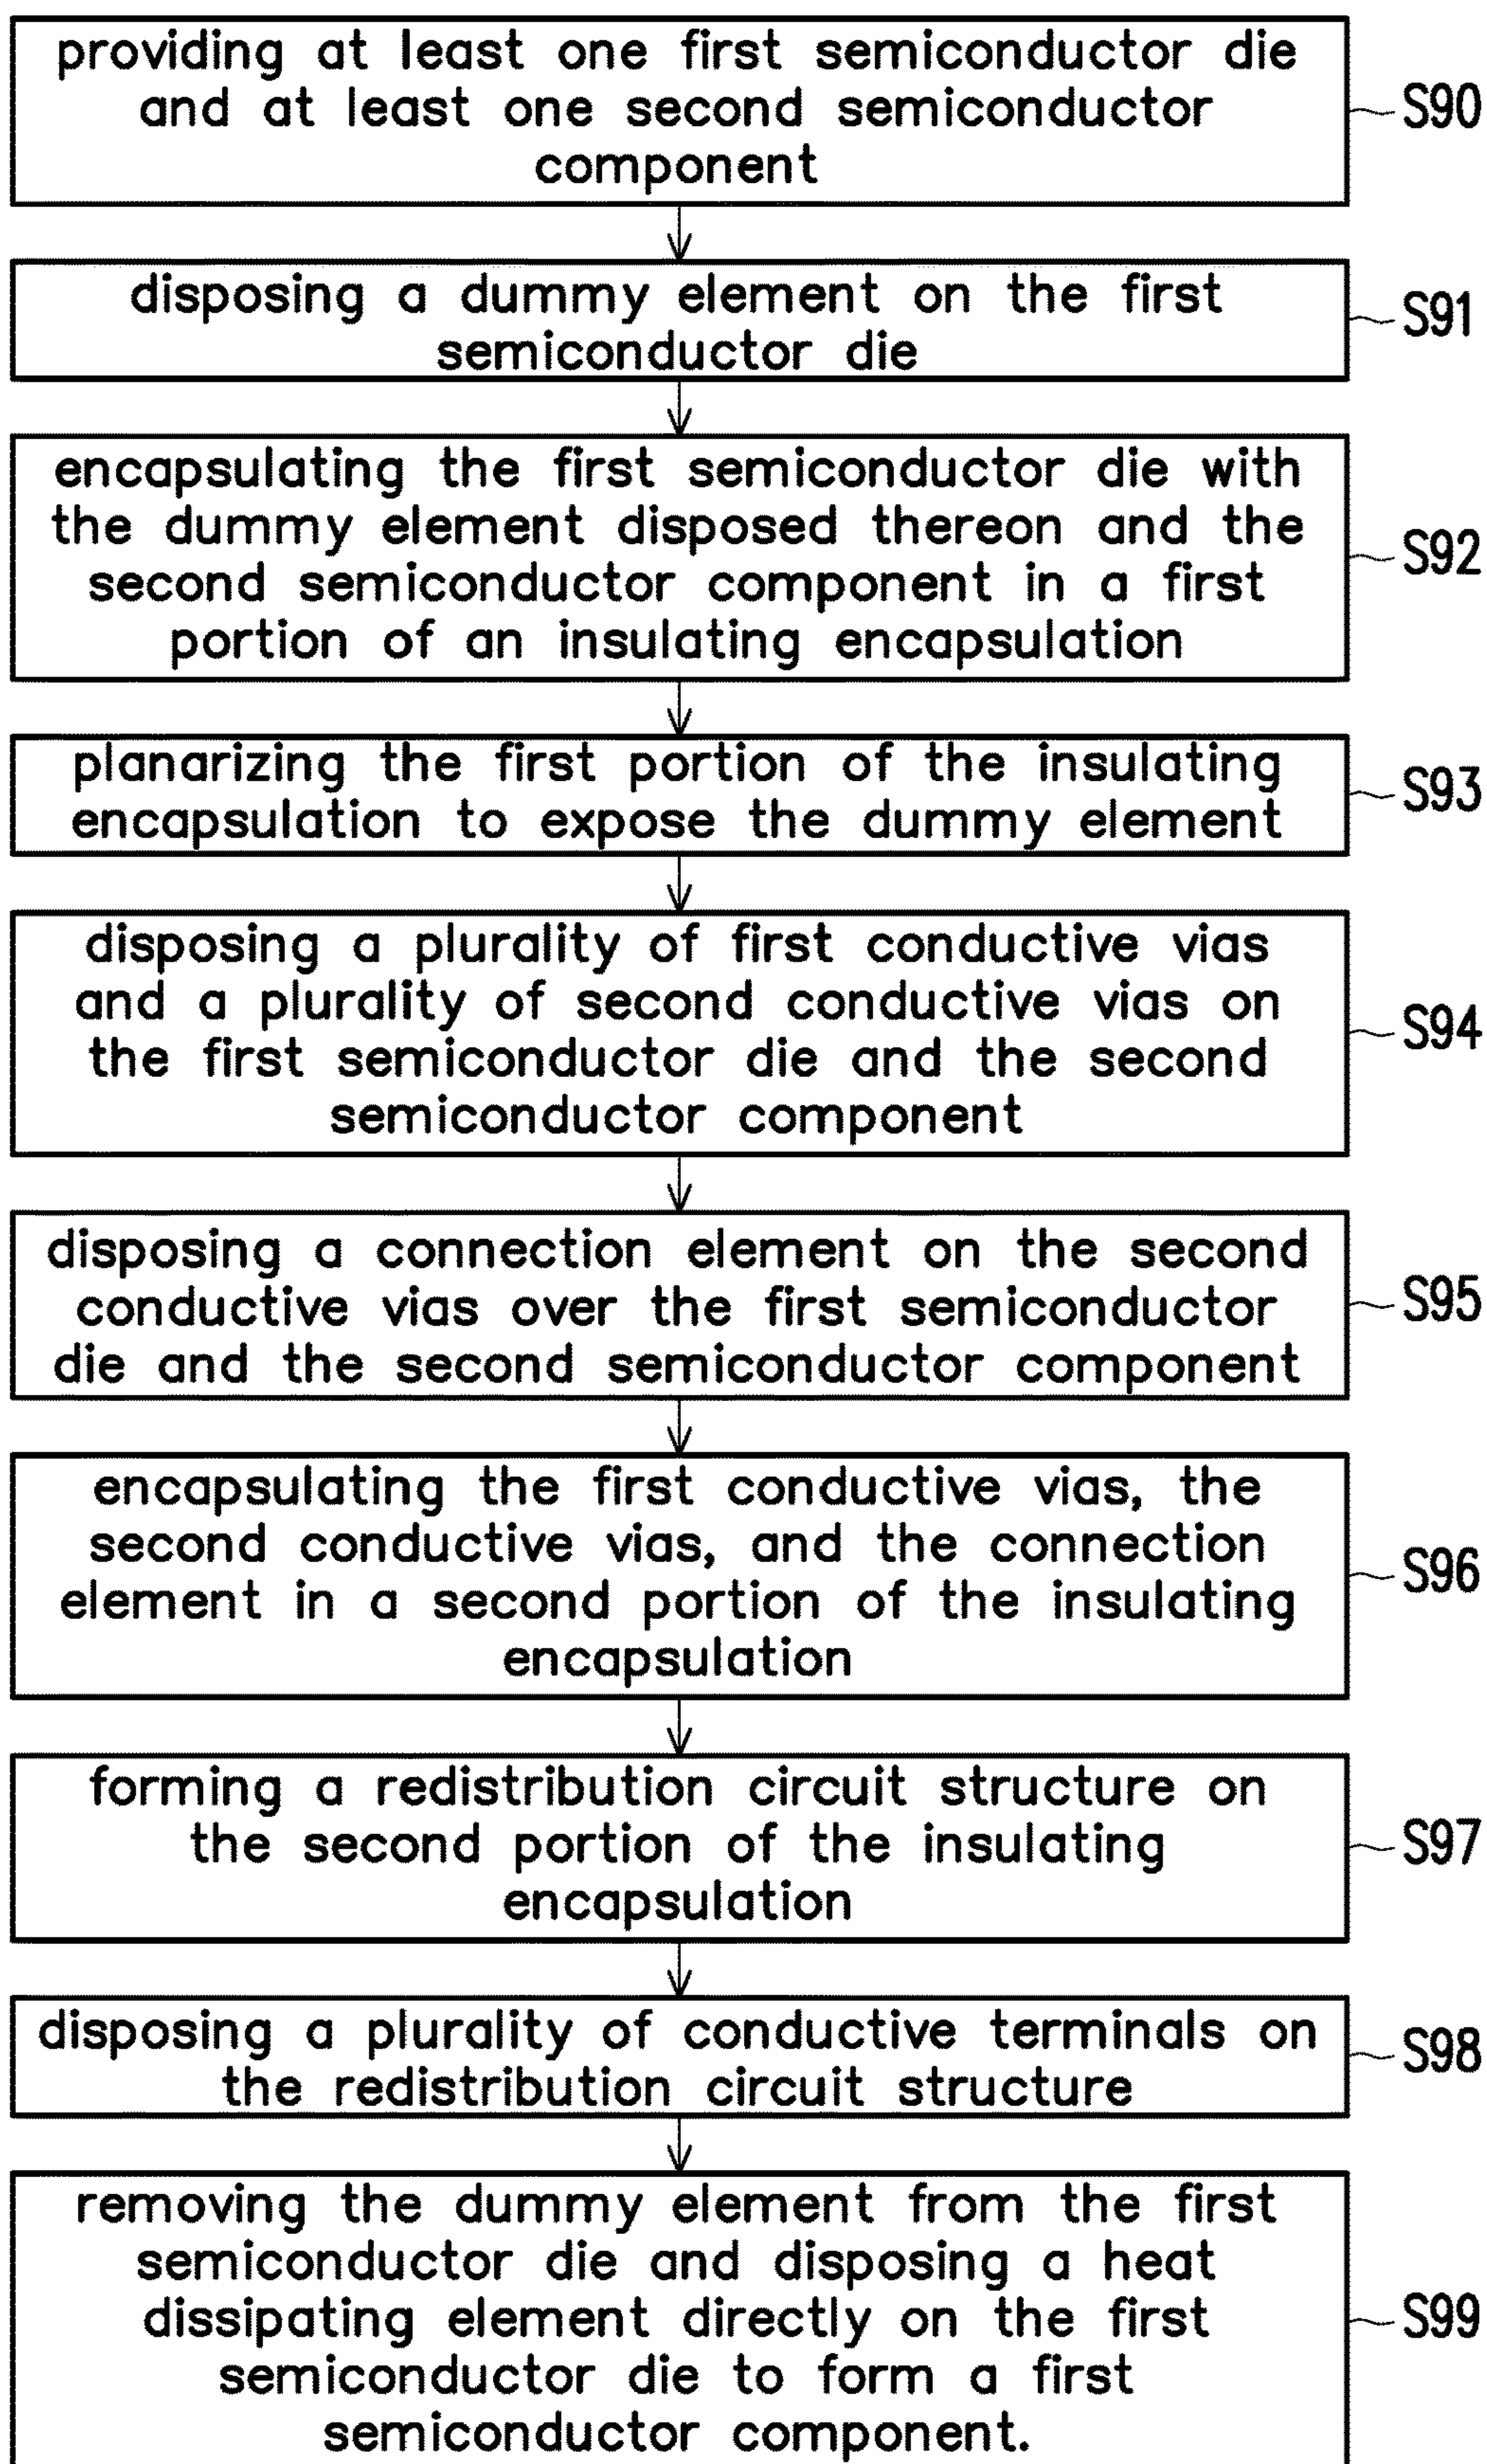 providing at least one first semiconductor die
and at least one second semiconductor
component
S90
disposing a dummy element on the first
semiconductor die
S91
encapsulating the first semiconductor die with
the dummy element disposed thereon and the
second semiconductor component in a first
portion of an insulating encapsulation
S92
planarizing the first portion of the insulating
encapsulation to expose the dummy element
S93
disposing a plurality of first conductive vias
and a plurality of second conductive vias on
the first semiconductor die and the second
semiconductor component
S94
disposing a connection element on the second
conductive vias over the first semiconductor
die and the second semiconductor component
S95
encapsulating the first conductive vias, the
second conductive vias, and the connection
element in a second portion of the insulating
encapsulation
S96
forming a redistribution circuit structure on
the second portion of the insulating
encapsulation
S97
disposing a plurality of conductive terminals on
the redistribution circuit structure
S98
removing the dummy element from the first
semiconductor die and disposing a heat
dissipating element directly on the first
semiconductor die to form a first
semiconductor component.
S99